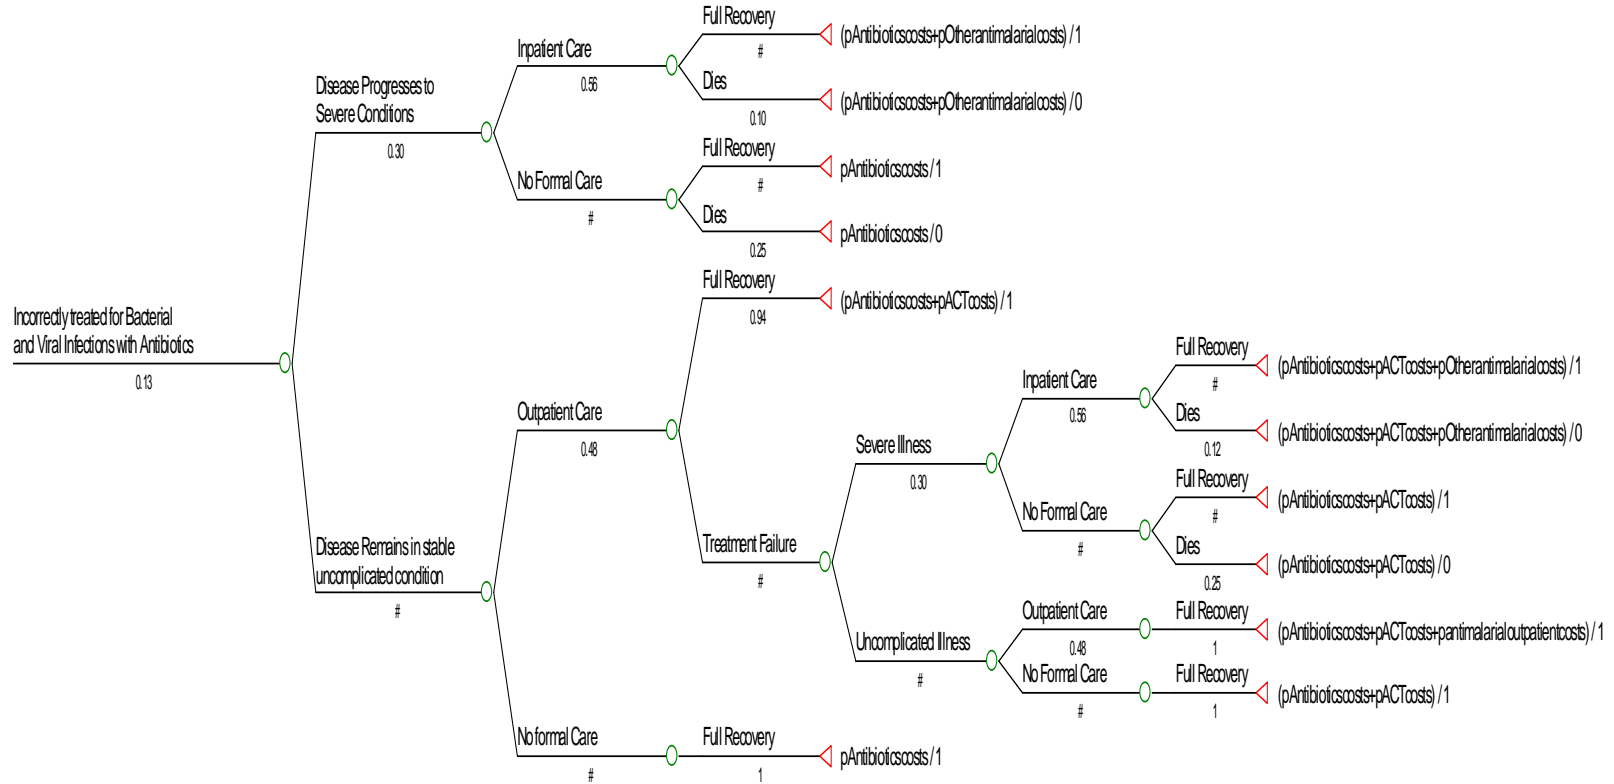 Full Recovery
#
(pAntibioticscosts+pOtherantimalarialcosts) / 1
Inpatient Care
0.56
Dies
0.10
(pAntibioticscosts+pOtherantimalarialcosts) / 0
Disease Progresses to
Severe Conditions
0.30
Full Recovery
#
pAntibioticscosts / 1
No Formal Care
#
Dies
0.25
pAntibioticscosts / 0
Incorrectly treated for Bacterial
and Viral Infections with Antibiotics
0.13
Full Recovery
0.94
(pAntibioticscosts+pACTcosts) / 1
Outpatient Care
0.48
Full Recovery
#
(pAntibioticscosts+pACTcosts+pOtherantimalarialcosts) / 1
Inpatient Care
0.56
Dies
0.12
(pAntibioticscosts+pACTcosts+pOtherantimalarialcosts) / 0
Severe Illness
0.30
Full Recovery
#
(pAntibioticscosts+pACTcosts) / 1
No Formal Care
#
Dies
0.25
(pAntibioticscosts+pACTcosts) / 0
Treatment Failure
#
Disease Remains in stable
uncomplicated condition
#
Outpatient Care
0.48
Full Recovery
1
(pAntibioticscosts+pACTcosts+pantimalarialoutpatientcosts) / 1
Uncomplicated Illness
#
No Formal Care
#
Full Recovery
1
(pAntibioticscosts+pACTcosts) / 1
No formal Care
#
Full Recovery
1
pAntibioticscosts / 1